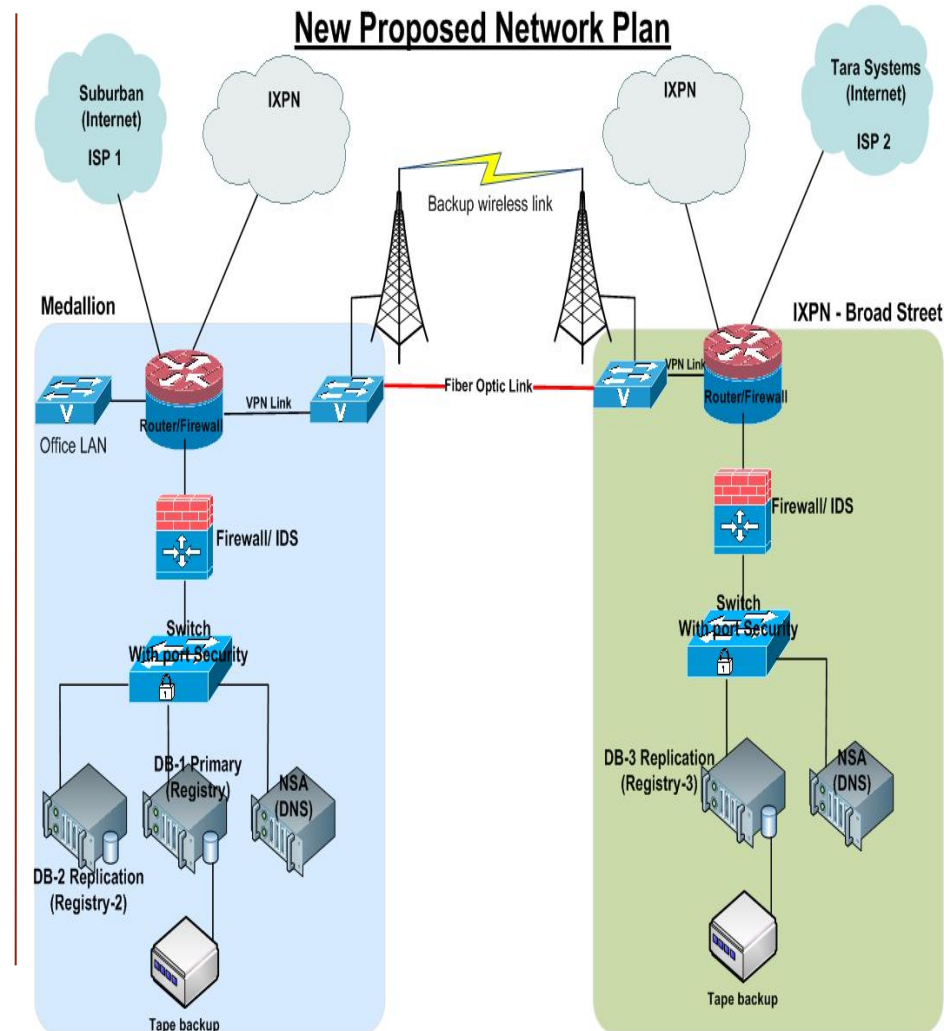 New Proposed Network Plan
Suburban
(Internet)
ISP 1
IXPN
IXPN
Tara Systems
(Internet)
ISP 2
Backup wireless link
Medallion
IXPN - Broad Street
V
Office LAN
Router/Firewall
VPN Link
V
Fiber Optic Link
V
VPN Link
Router/Firewall
Firewall/ IDS
Firewall/ IDS
Switch
With port Security
1
Switch
With port Security
1
DB-1 Primary
(Registry)
NSA
(DNS)
DB-2 Replication
(Registry-2)
DB-3 Replication
(Registry-3)
NSA
(DNS)
Tape backup
Tape backup